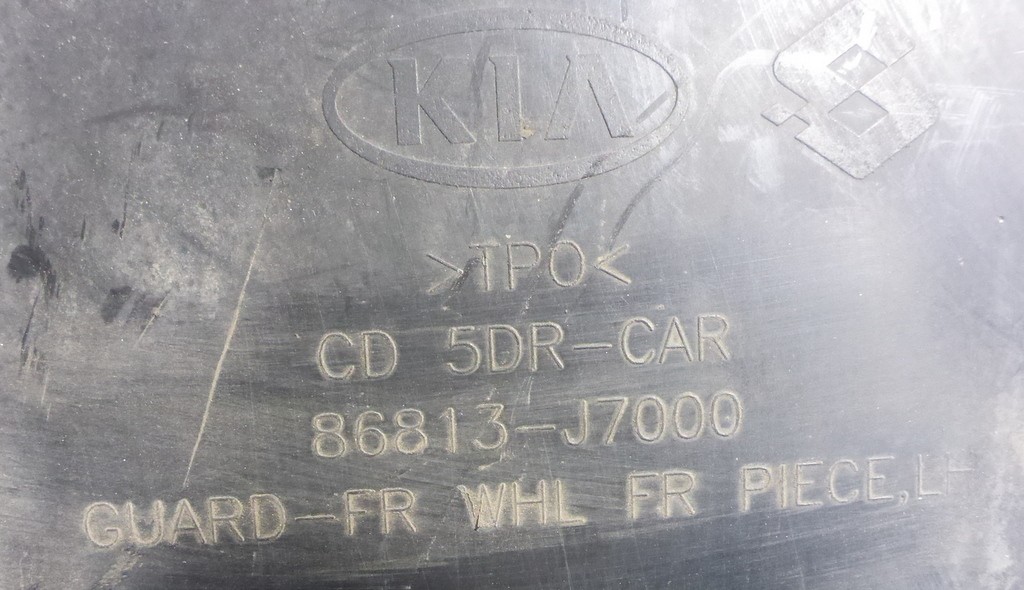 KIA
>TPO<
CD 5DR-CAR
86813-J7000
GUARD-FR WHL FR PIECE,LH